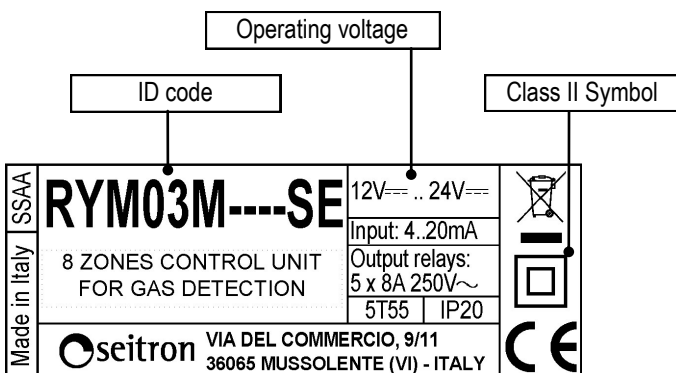 Operating voltage
ID code
Class II Symbol
SSAA
Made in Italy
RYM03M----SE
8 ZONES CONTROL UNIT
FOR GAS DETECTION
12V⎓ .. 24V⎓
Input: 4..20mA
Output relays:
5 x 8A 250V～
5T55 IP20
seitron
VIA DEL COMMERCIO, 9/11
36065 MUSSOLENTE (VI) - ITALY
CE